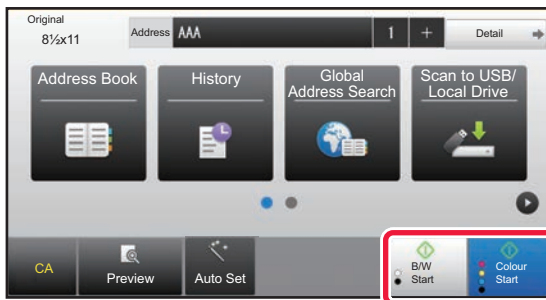 Original
8½x11
Address AAA 1 + Detail
Address Book
History
Global
Address Search
Scan to USB/
Local Drive
CA
Preview
Auto Set
B/W
Start
Colour
Start